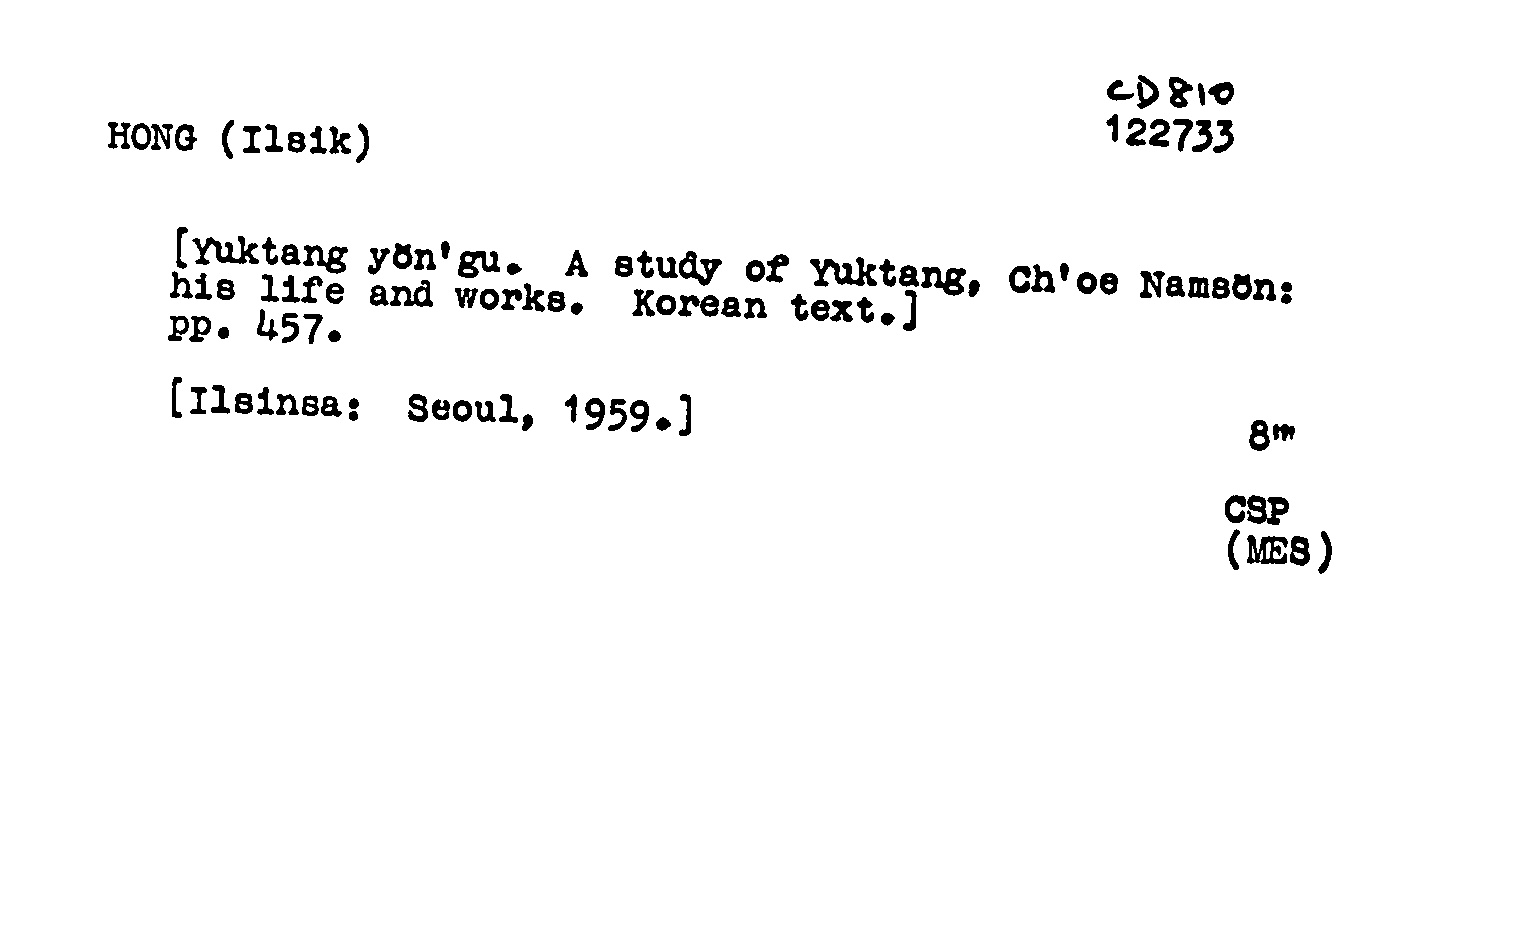 CD810
HONG (Ilsik)
122733
[Yuktang yŏn'gu. A study of Yuktang, Ch'oe Namsŏn:
his life and works. Korean text.]
pp. 457.
[Ilsinsa: Seoul, 1959.]
8"'
CSP
(MES)